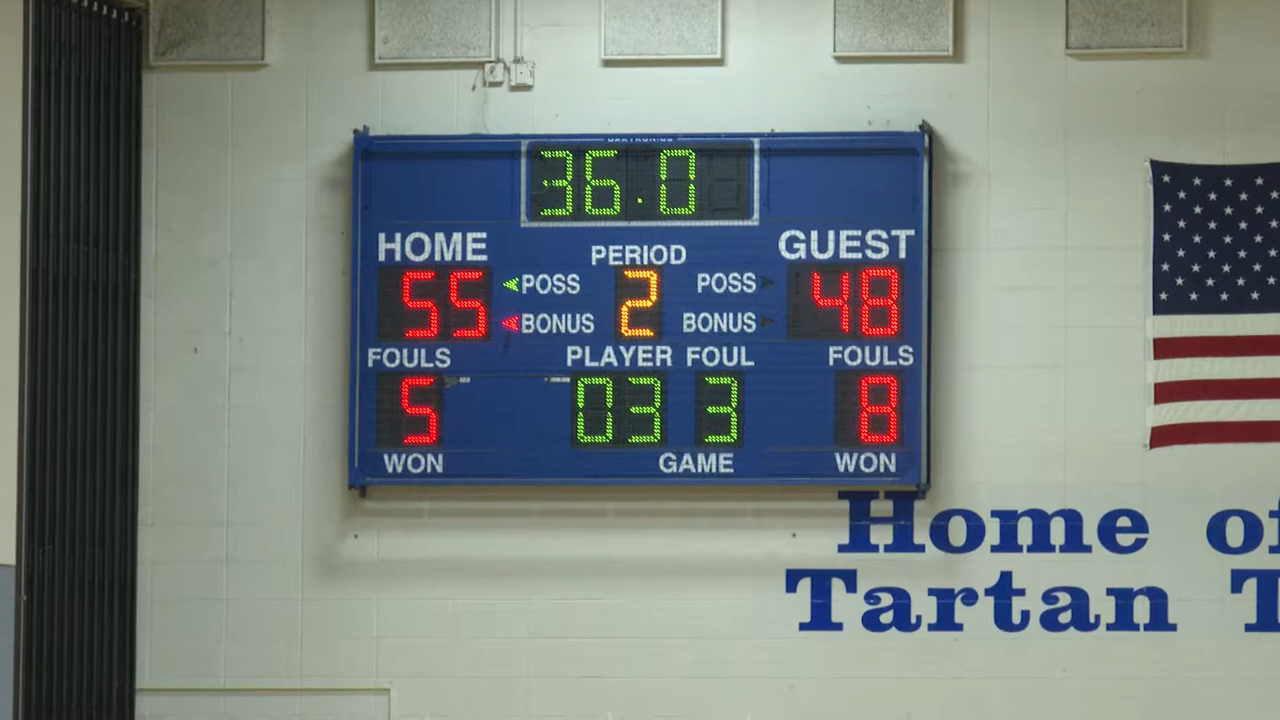 DAKTRONICS
36.0
HOME PERIOD GUEST
55 POSS 2 POSS 48
BONUS BONUS
FOULS PLAYER FOUL FOULS
5 03 3 8
WON GAME WON
Home of
Tartan T